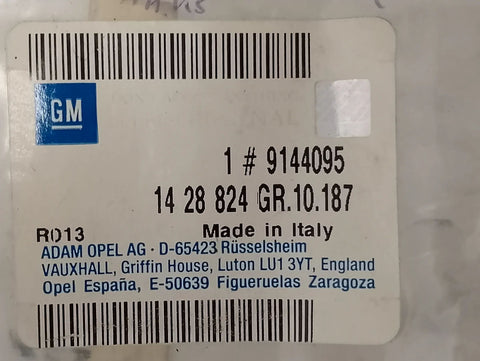 GM
1 # 9144095
14 28 824 GR.10.187
R013 Made in Italy
ADAM OPEL AG · D-65423 Rüsselsheim
VAUXHALL, Griffin House, Luton LU1 3YT, England
Opel España, E-50639 Figueruelas Zaragoza